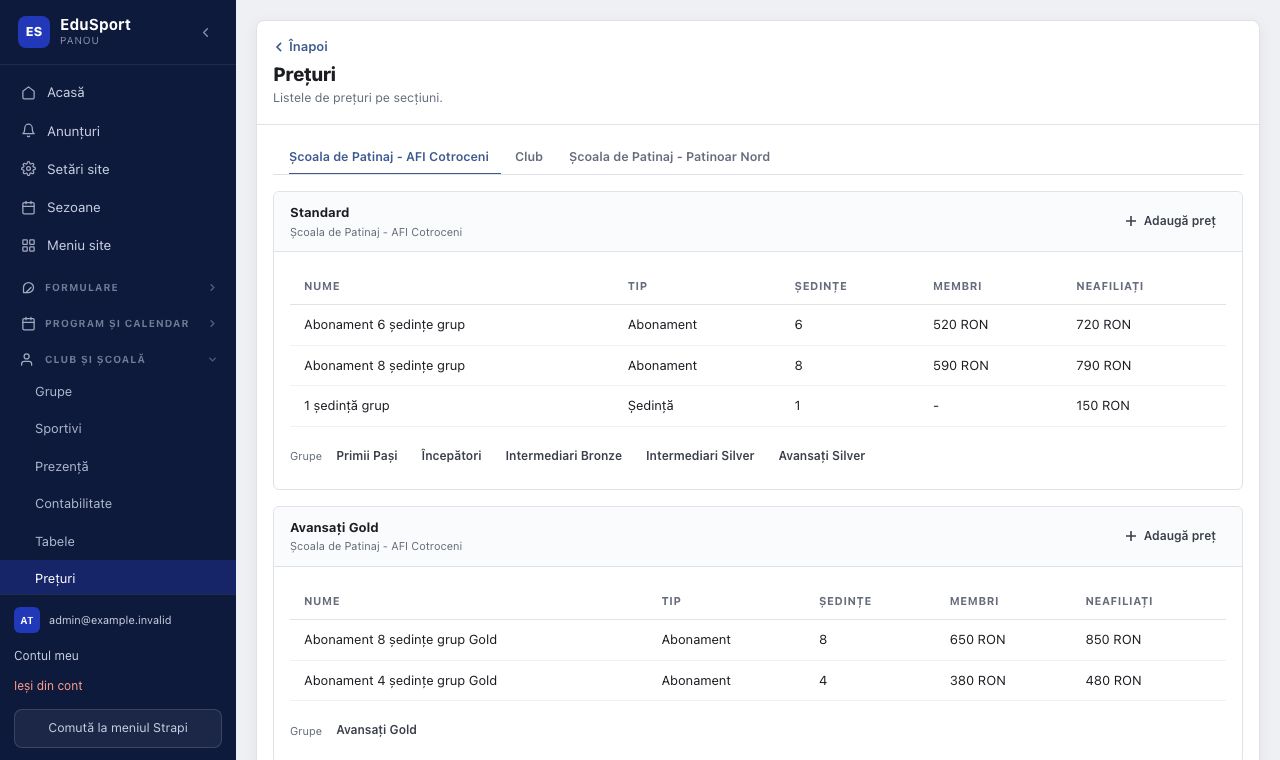 ES
EduSport
PANOU
Acasă
Anunțuri
Setări site
Sezoane
Meniu site
FORMULARE
PROGRAM ȘI CALENDAR
CLUB ȘI ȘCOALĂ
Grupe
Sportivi
Prezență
Contabilitate
Tabele
Prețuri
AT admin@example.invalid
Contul meu
Ieși din cont
Comută la meniul Strapi
Înapoi
Prețuri
Listele de prețuri pe secțiuni.
Școala de Patinaj - AFI Cotroceni Club Școala de Patinaj - Patinoar Nord
Standard
Școala de Patinaj - AFI Cotroceni
Adaugă preț
NUME TIP ȘEDINȚE MEMBRI NEAFILIAȚI
Abonament 6 ședințe grup Abonament 6 520 RON 720 RON
Abonament 8 ședințe grup Abonament 8 590 RON 790 RON
1 ședință grup Ședință 1 - 150 RON
Grupe Primii Pași Începători Intermediari Bronze Intermediari Silver Avansați Silver
Avansați Gold
Școala de Patinaj - AFI Cotroceni
Adaugă preț
NUME TIP ȘEDINȚE MEMBRI NEAFILIAȚI
Abonament 8 ședințe grup Gold Abonament 8 650 RON 850 RON
Abonament 4 ședințe grup Gold Abonament 4 380 RON 480 RON
Grupe Avansați Gold